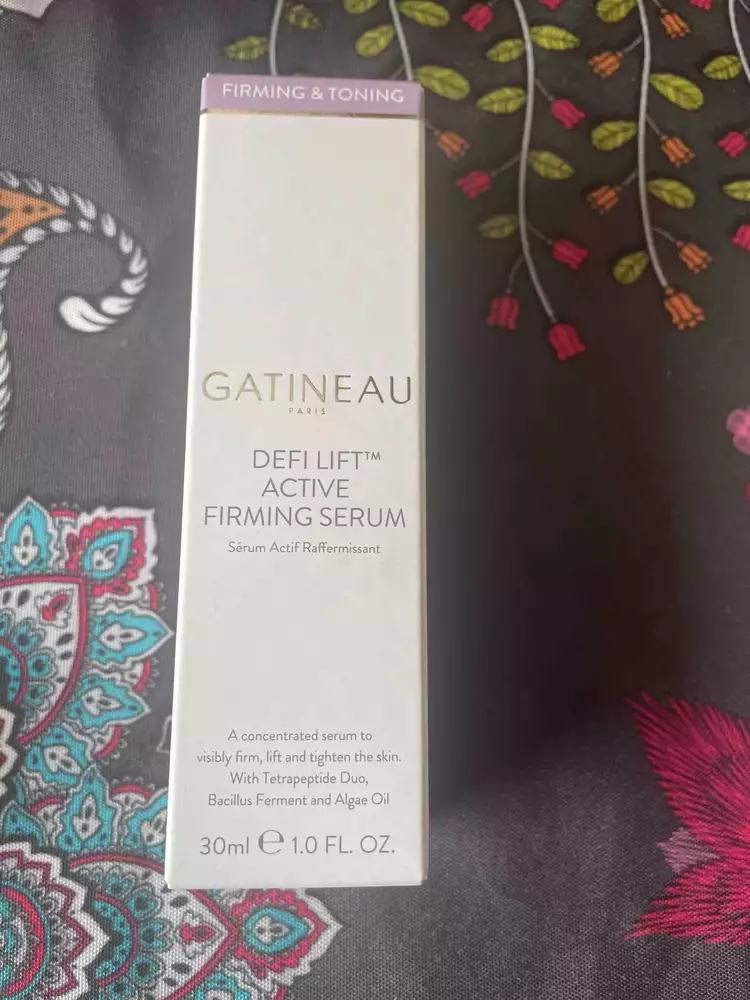 FIRMING & TONING
GATINEAU
PARIS
DEFI LIFT™
ACTIVE
FIRMING SERUM
Sérum Actif Raffermissant
A concentrated serum to
visibly firm, lift and tighten the skin.
With Tetrapeptide Duo,
Bacillus Ferment and Algae Oil
30ml ℮ 1.0 FL. OZ.